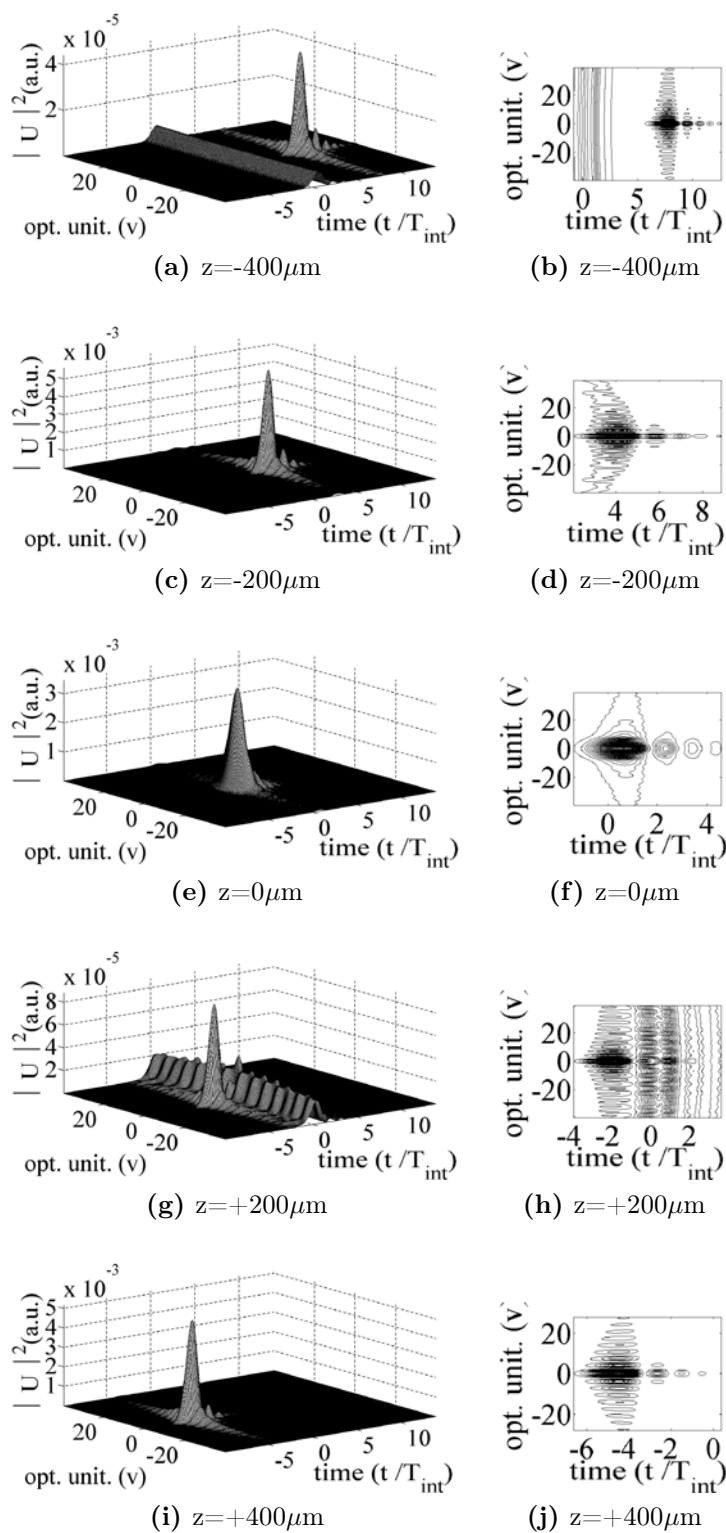 x 10^-5
4
2
| U |^2(a.u.)
20
0
-20
opt. unit. (v)
-5
0
5
10
time (t /T_int)
(a) z=-400μm
opt. unit. (v)
20
0
-20
0
5
10
time (t /T_int)
(b) z=-400μm
x 10^-3
5
4
3
2
1
| U |^2(a.u.)
20
0
-20
opt. unit. (v)
-5
0
5
10
time (t /T_int)
(c) z=-200μm
opt. unit. (v)
20
0
-20
4
6
8
time (t /T_int)
(d) z=-200μm
x 10^-3
3
2
1
| U |^2(a.u.)
20
0
-20
opt. unit. (v)
-5
0
5
10
time (t /T_int)
(e) z=0μm
opt. unit. (v)
20
0
-20
0
2
4
time (t /T_int)
(f) z=0μm
x 10^-5
8
6
4
2
| U |^2(a.u.)
20
0
-20
opt. unit. (v)
-5
0
5
10
time (t /T_int)
(g) z=+200μm
opt. unit. (v)
20
0
-20
-4
-2
0
2
time (t /T_int)
(h) z=+200μm
x 10^-3
5
4
3
2
1
| U |^2(a.u.)
20
0
-20
opt. unit. (v)
-5
0
5
10
time (t /T_int)
(i) z=+400μm
opt. unit. (v)
20
0
-20
-6
-4
-2
0
time (t /T_int)
(j) z=+400μm